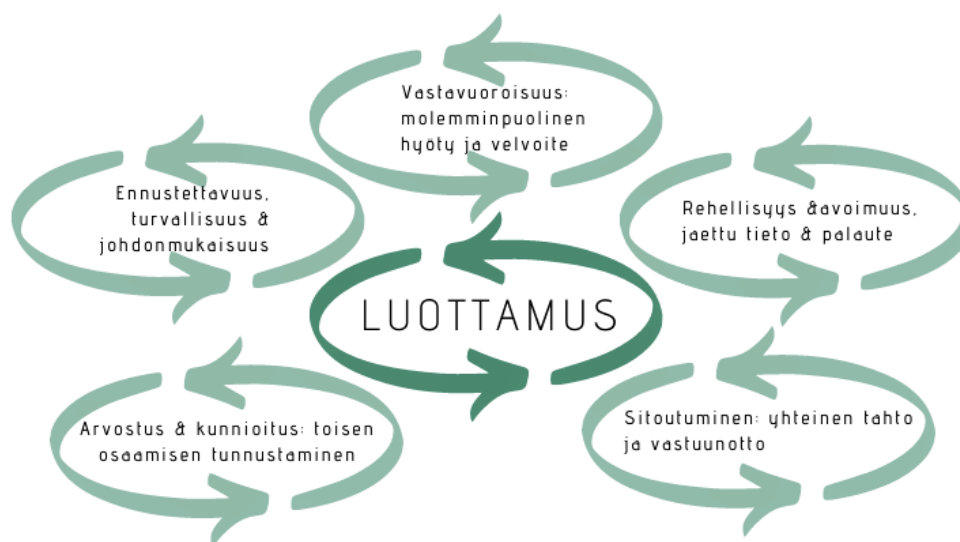 Vastavuoroisuus:
molemminpuolinen
hyöty ja velvoite
Ennustettavuus,
turvallisuus &
johdonmukaisuus
Rehellisyys &avoimuus,
jaettu tieto & palaute
LUOTTAMUS
Arvostus & kunnioitus: toisen
osaamisen tunnustaminen
Sitoutuminen: yhteinen tahto
ja vastuunotto